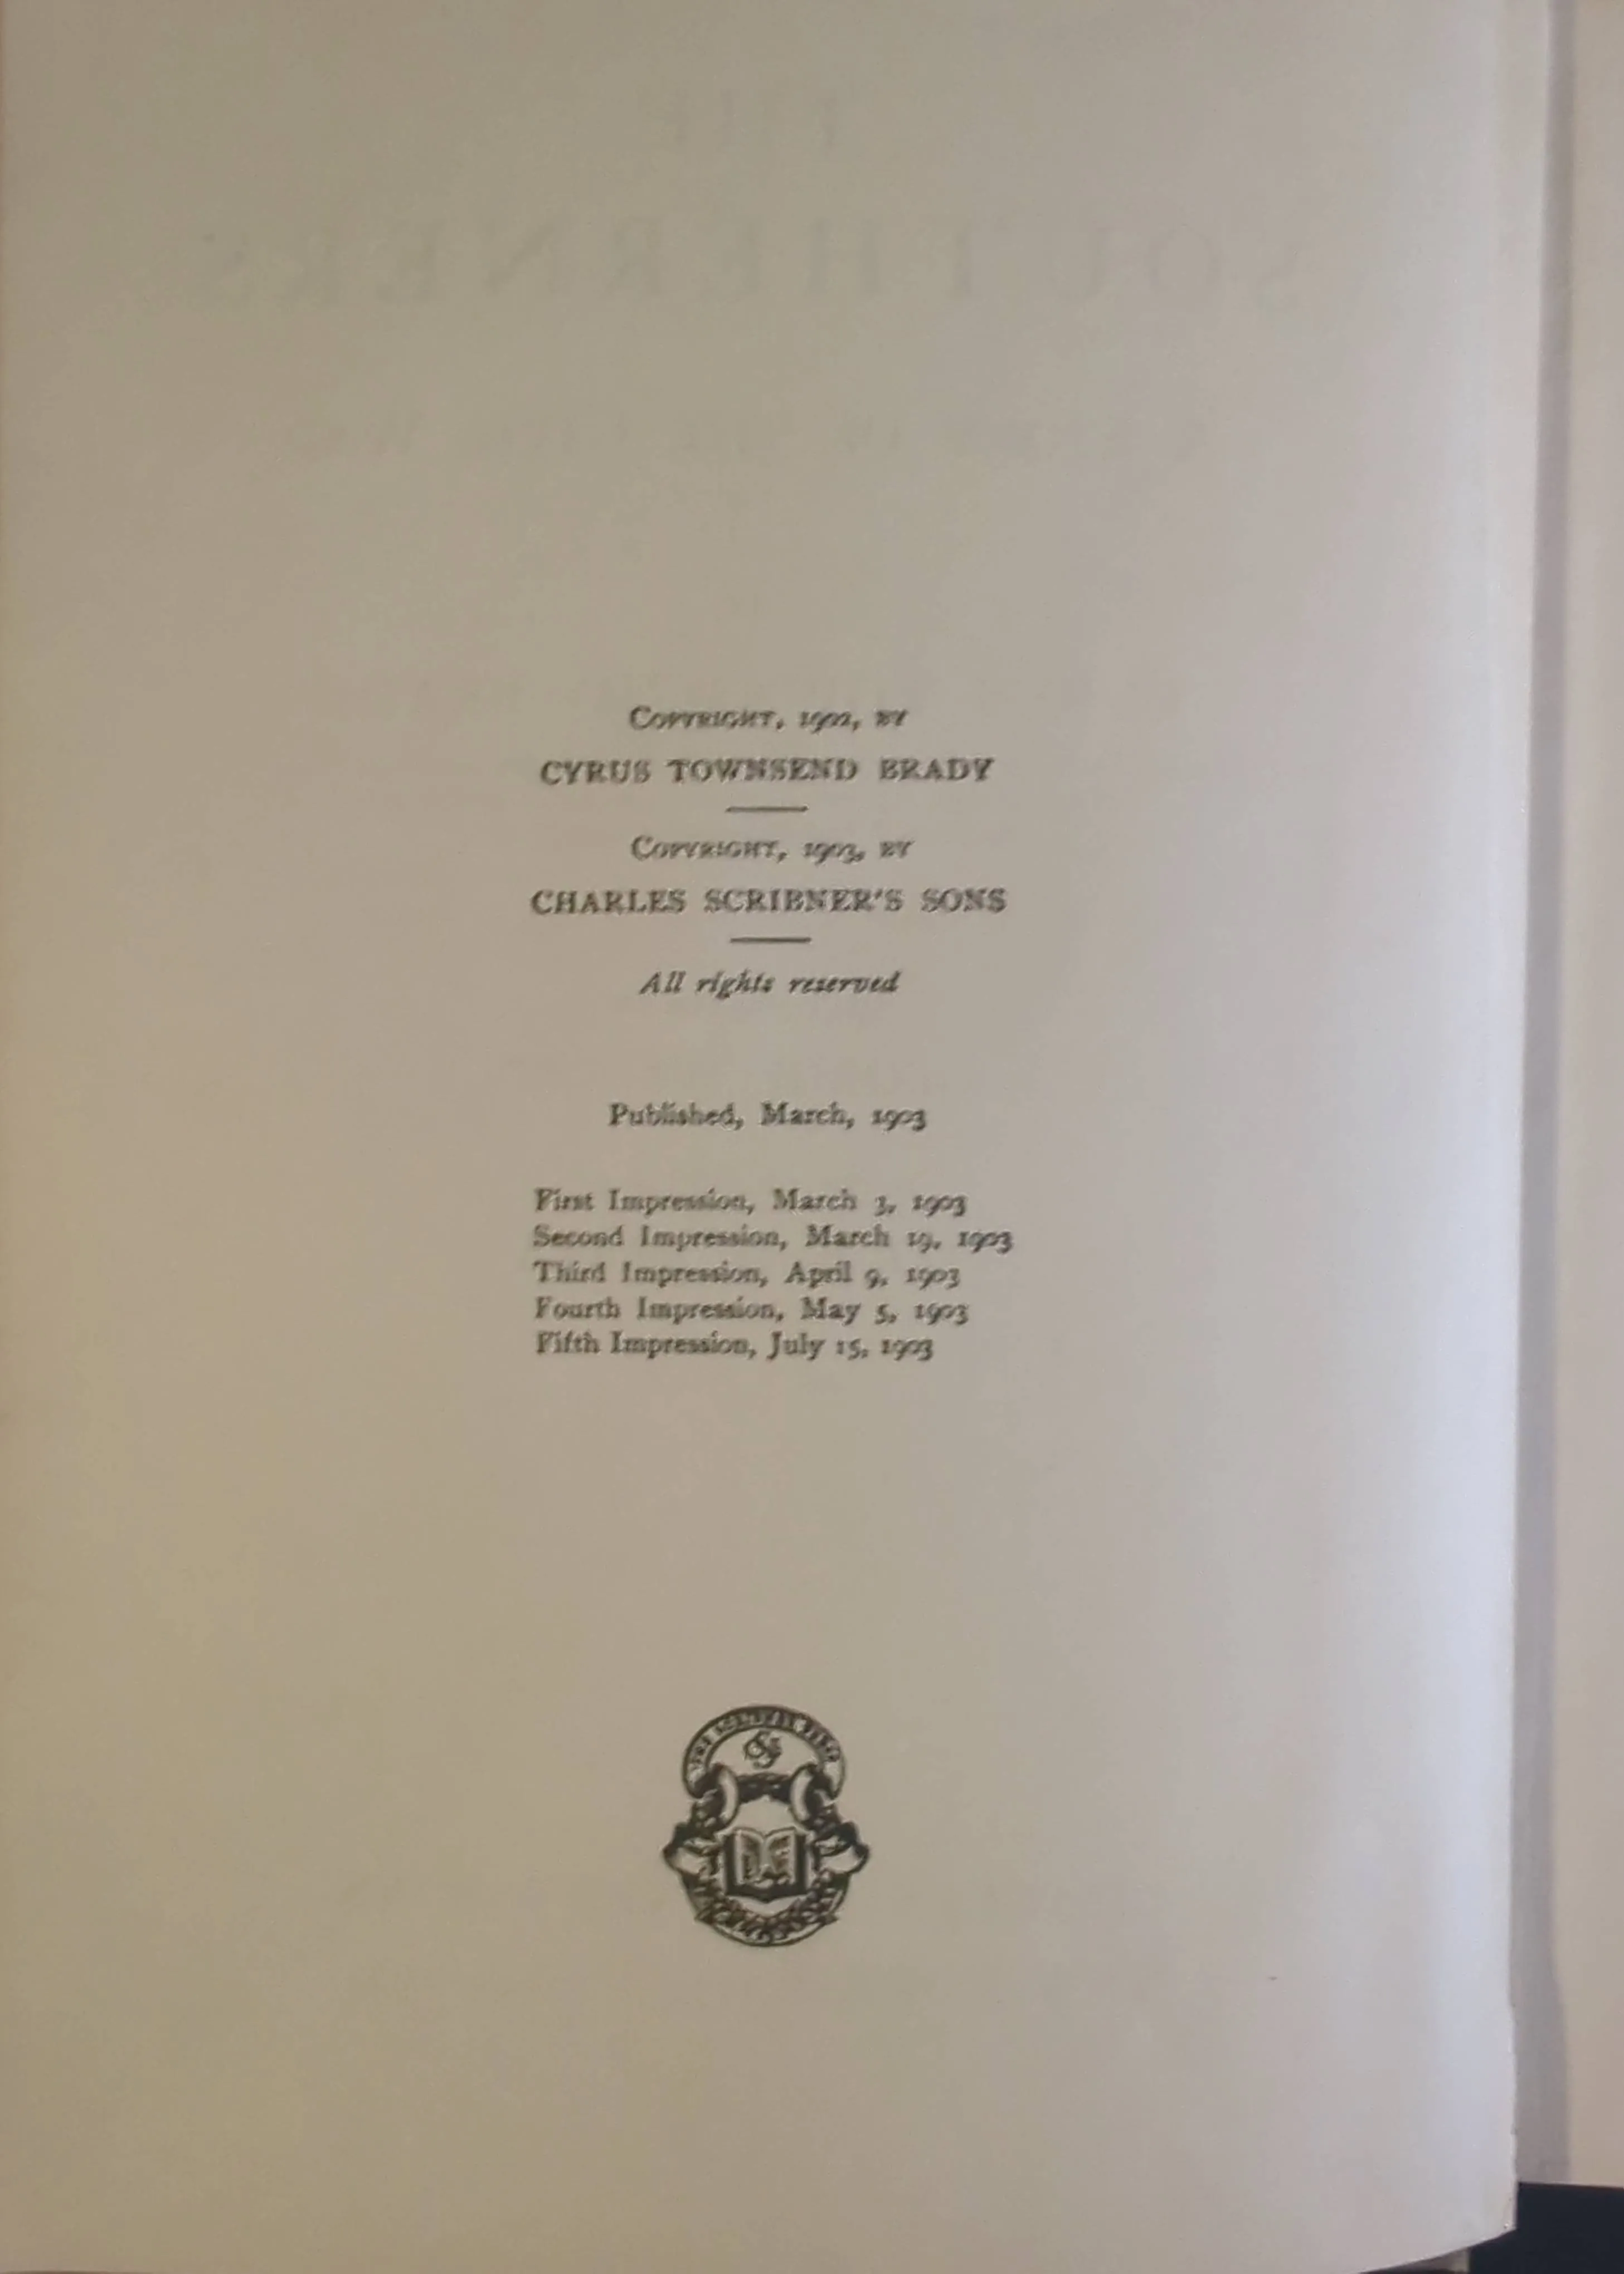 COPYRIGHT, 1902, BY
CYRUS TOWNSEND BRADY
COPYRIGHT, 1903, BY
CHARLES SCRIBNER'S SONS
All rights reserved
Published, March, 1903
First Impression, March 3, 1903
Second Impression, March 19, 1903
Third Impression, April 9, 1903
Fourth Impression, May 5, 1903
Fifth Impression, July 15, 1903